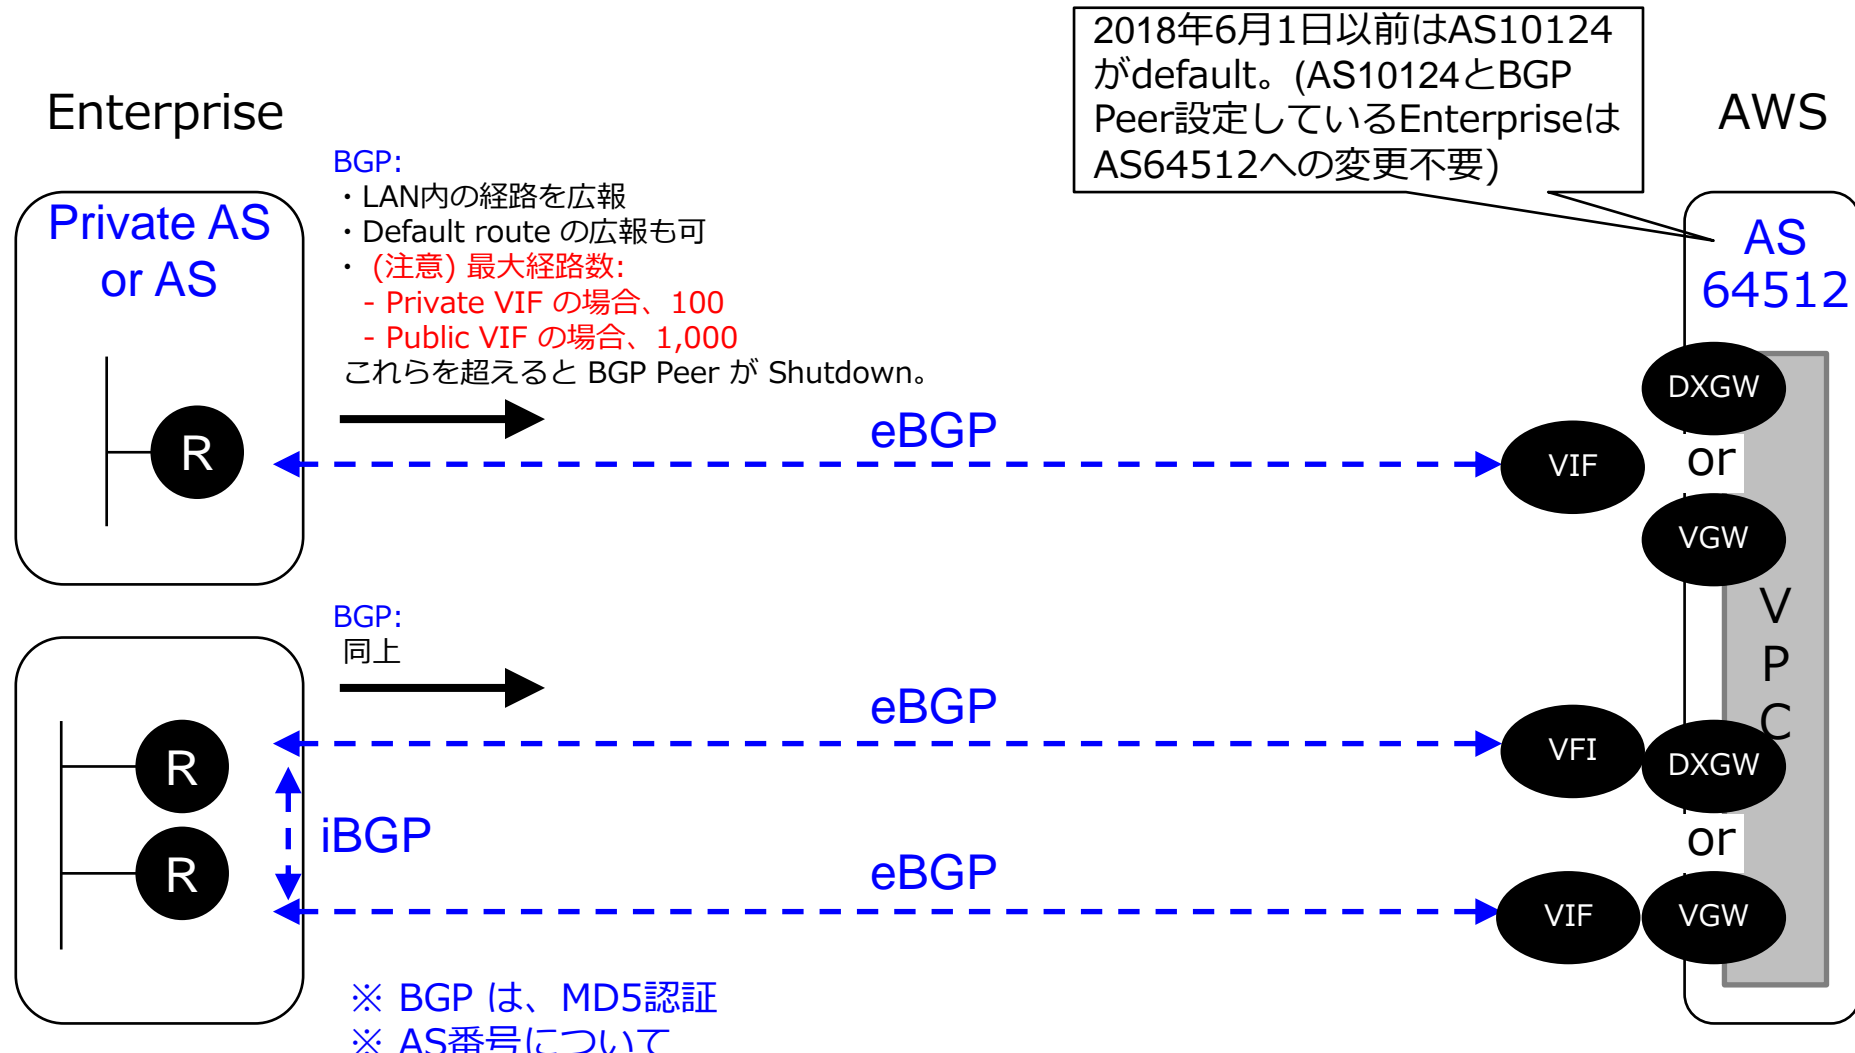 2018年6月1日以前はAS10124
がdefault。(AS10124とBGP
Peer設定しているEnterpriseは
AS64512への変更不要)
Enterprise
AWS
Private AS
or AS
BGP:
・LAN内の経路を広報
・Default route の広報も可
・ (注意) 最大経路数:
- Private VIF の場合、100
- Public VIF の場合、1,000
これらを超えると BGP Peer が Shutdown。
AS
64512
R
eBGP
VIF
DXGW
or
VGW
V
P
C
BGP:
同上
R
R
iBGP
eBGP
eBGP
VFI
DXGW
or
VIF
VGW
※ BGP は、MD5認証
※ AS番号について